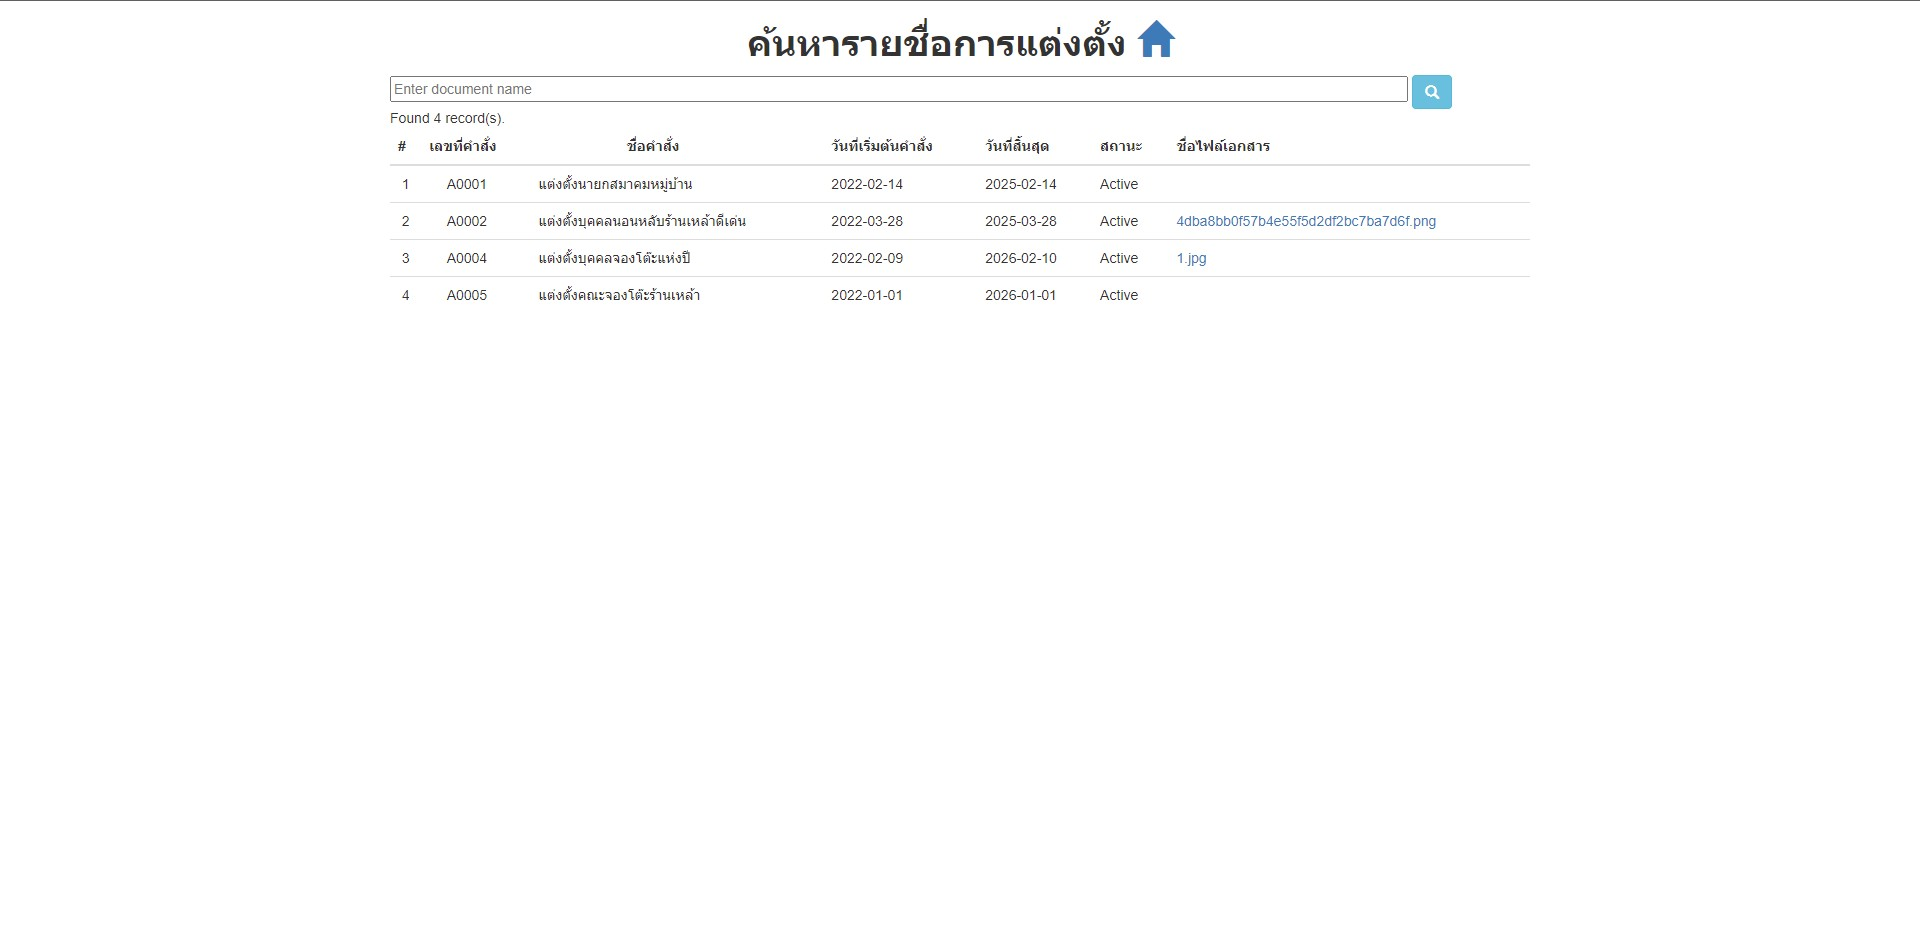 ค้นหารายชื่อการแต่งตั้ง
Enter document name
Found 4 record(s).
# เลขที่คำสั่ง ชื่อคำสั่ง วันที่เริ่มต้นคำสั่ง วันที่สิ้นสุด สถานะ ชื่อไฟล์เอกสาร
1 A0001 แต่งตั้งนายกสมาคมหมู่บ้าน 2022-02-14 2025-02-14 Active
2 A0002 แต่งตั้งบุคคลนอนหลับร้านเหล้าดีเด่น 2022-03-28 2025-03-28 Active 4dba8bb0f57b4e55f5d2df2bc7ba7d6f.png
3 A0004 แต่งตั้งบุคคลจองโต๊ะแห่งปี 2022-02-09 2026-02-10 Active 1.jpg
4 A0005 แต่งตั้งคณะจองโต๊ะร้านเหล้า 2022-01-01 2026-01-01 Active